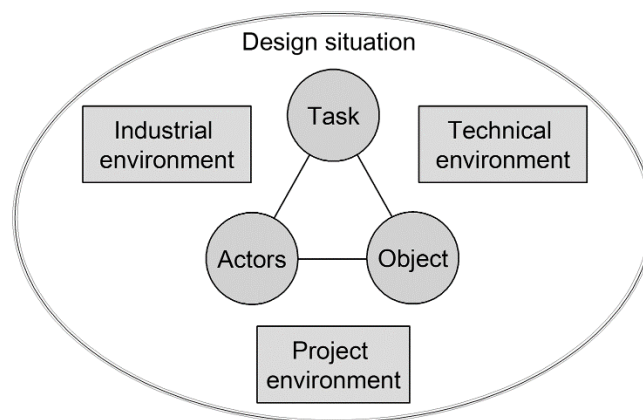 Design situation
Task
Industrial
environment
Technical
environment
Actors
Object
Project
environment